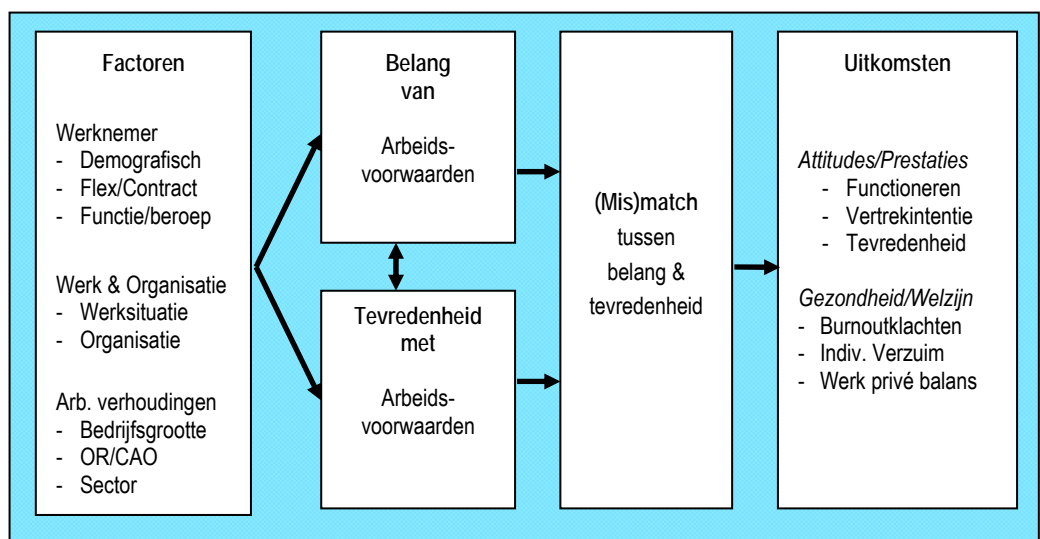 Factoren
Werknemer
- Demografisch
- Flex/Contract
- Functie/beroep
Werk & Organisatie
- Werksituatie
- Organisatie
Arb. verhoudingen
- Bedrijfsgrootte
- OR/CAO
- Sector
Belang
van
Arbeids-
voorwaarden
Tevredenheid
met
Arbeids-
voorwaarden
(Mis)match
tussen
belang &
tevredenheid
Uitkomsten
Attitudes/Prestaties
- Functioneren
- Vertrekintentie
- Tevredenheid
Gezondheid/Welzijn
- Burnoutklachten
- Indiv. Verzuim
- Werk privé balans